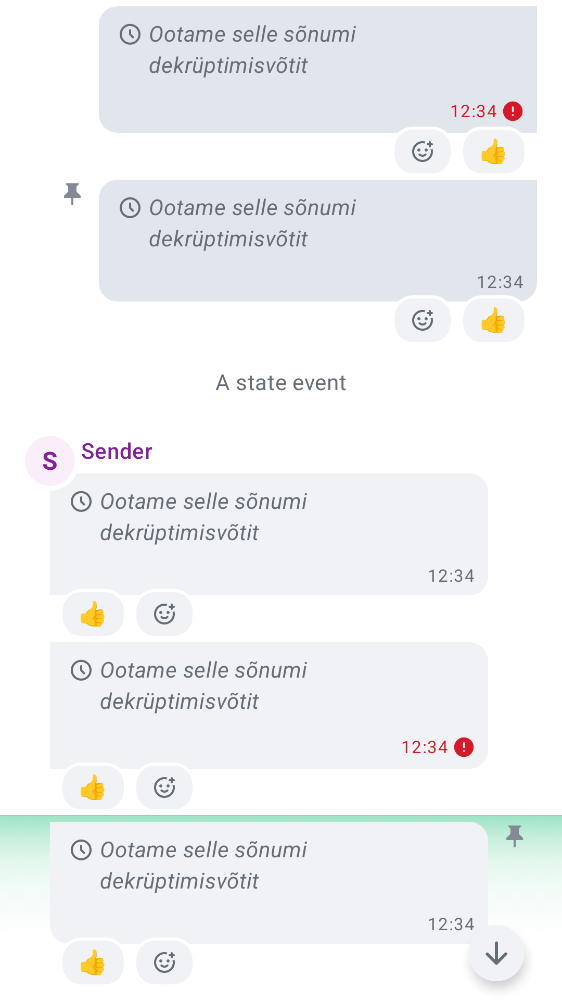 Ootame selle sõnumi
dekrüptimisvõtit
12:34
👍
Ootame selle sõnumi
dekrüptimisvõtit
12:34
👍
A state event
S
Sender
Ootame selle sõnumi
dekrüptimisvõtit
12:34
👍
Ootame selle sõnumi
dekrüptimisvõtit
12:34
👍
Ootame selle sõnumi
dekrüptimisvõtit
12:34
👍